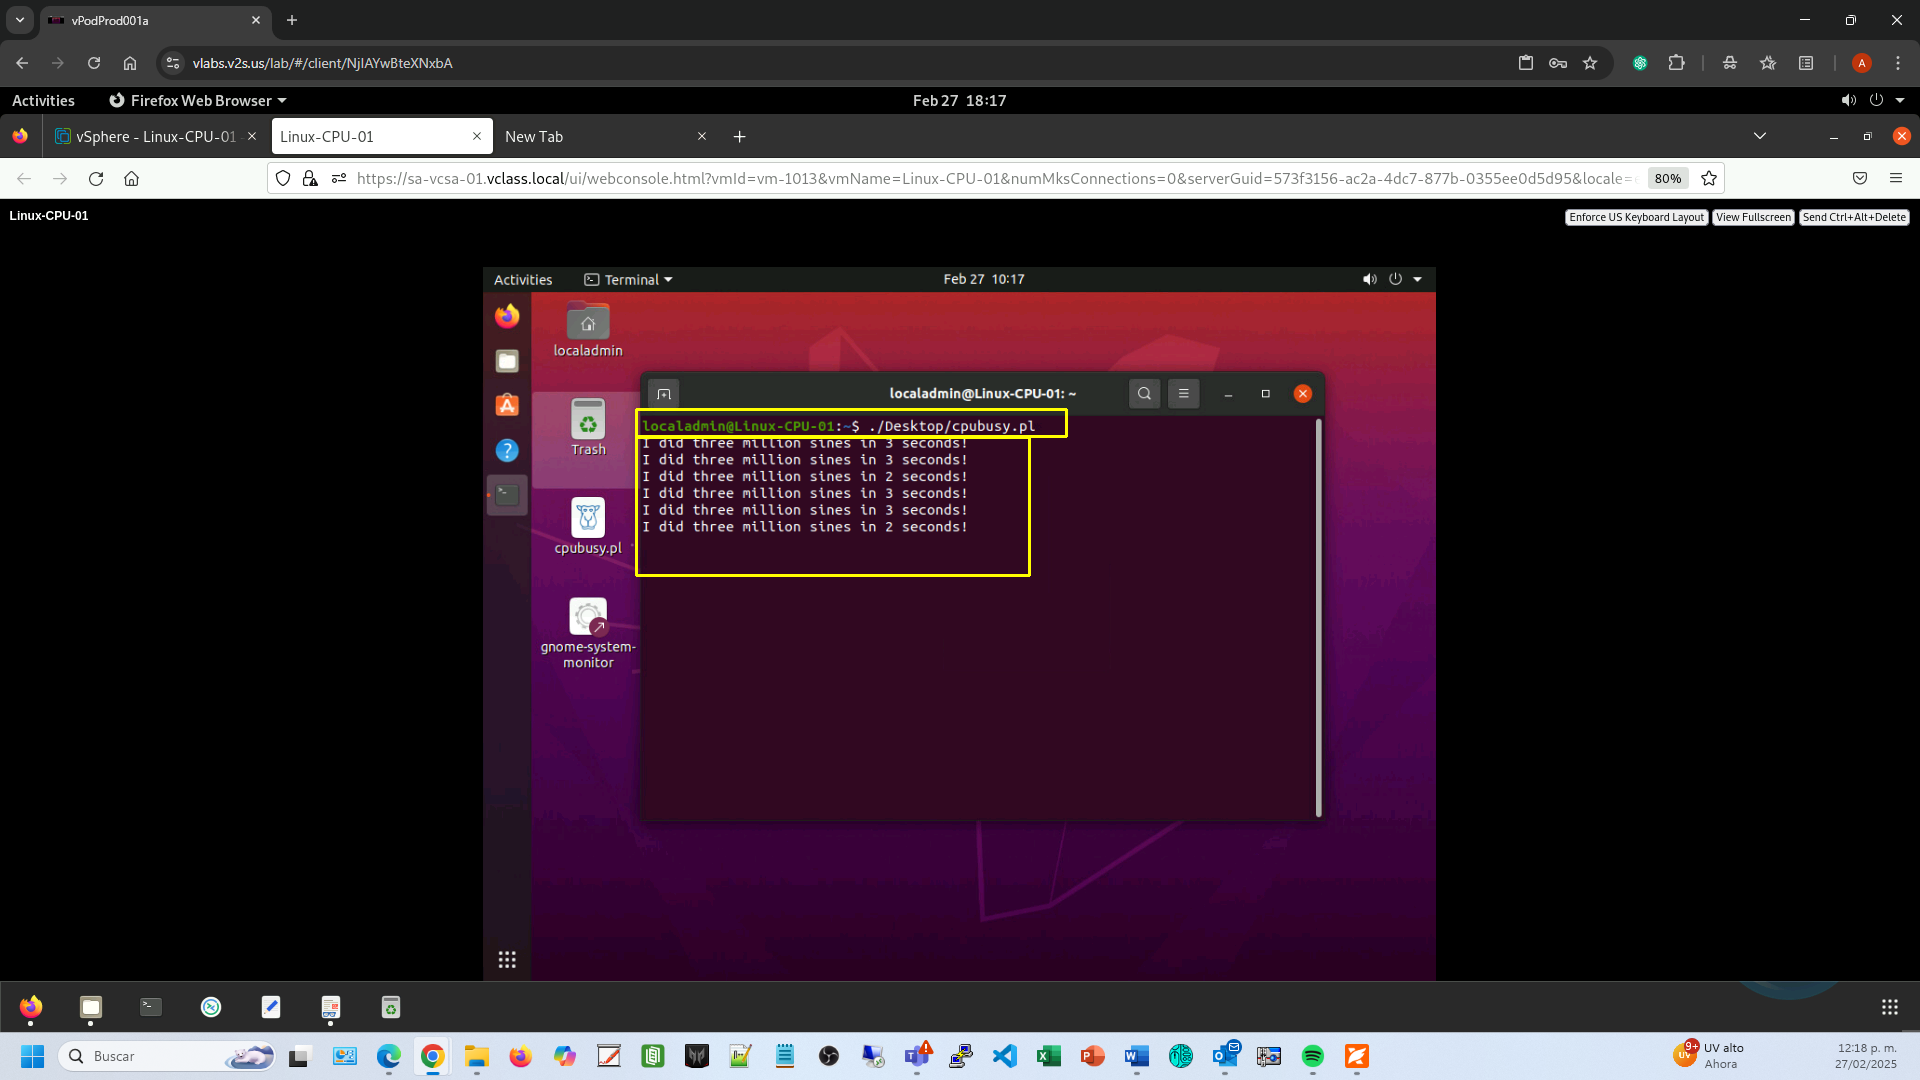 vPodProd001a
vlabs.v2s.us/lab/#/client/NjIAYwBteXNxbA
A
Activities
Firefox Web Browser
Feb 27 18:17
vSphere - Linux-CPU-01
Linux-CPU-01
New Tab
https://sa-vcsa-01.vclass.local/ui/webconsole.html?vmId=vm-1013&vmName=Linux-CPU-01&numMksConnections=0&serverGuid=573f3156-ac2a-4dc7-877b-0355ee0d5d95&locale=
80%
Linux-CPU-01
Enforce US Keyboard Layout
View Fullscreen
Send Ctrl+Alt+Delete
Activities
Terminal
Feb 27 10:17
localadmin
Trash
cpubusy.pl
gnome-system-
monitor
localadmin@Linux-CPU-01: ~
localadmin@Linux-CPU-01:~$ ./Desktop/cpubusy.pl
I did three million sines in 3 seconds!
I did three million sines in 3 seconds!
I did three million sines in 2 seconds!
I did three million sines in 3 seconds!
I did three million sines in 3 seconds!
I did three million sines in 2 seconds!
Buscar
UV
9+
UV alto
Ahora
12:18 p. m.
27/02/2025